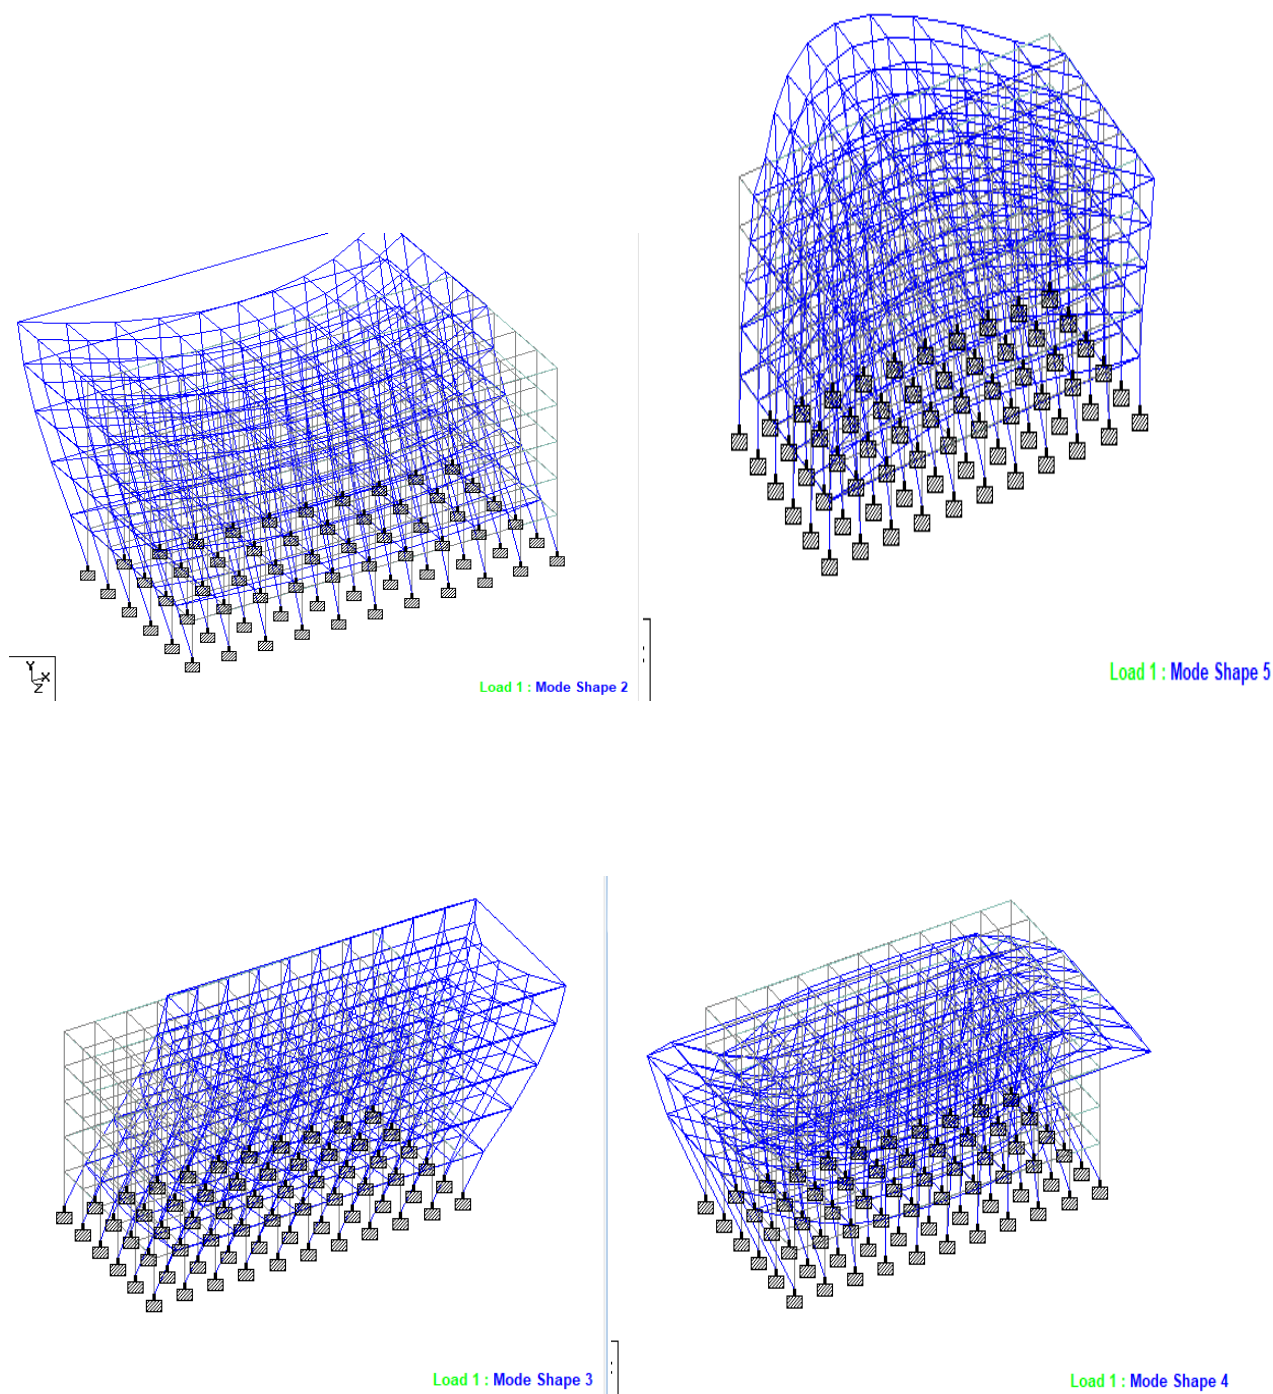 Y
X
Z
Load 1 : Mode Shape 2
Load 1 : Mode Shape 5
Load 1 : Mode Shape 3
Load 1 : Mode Shape 4